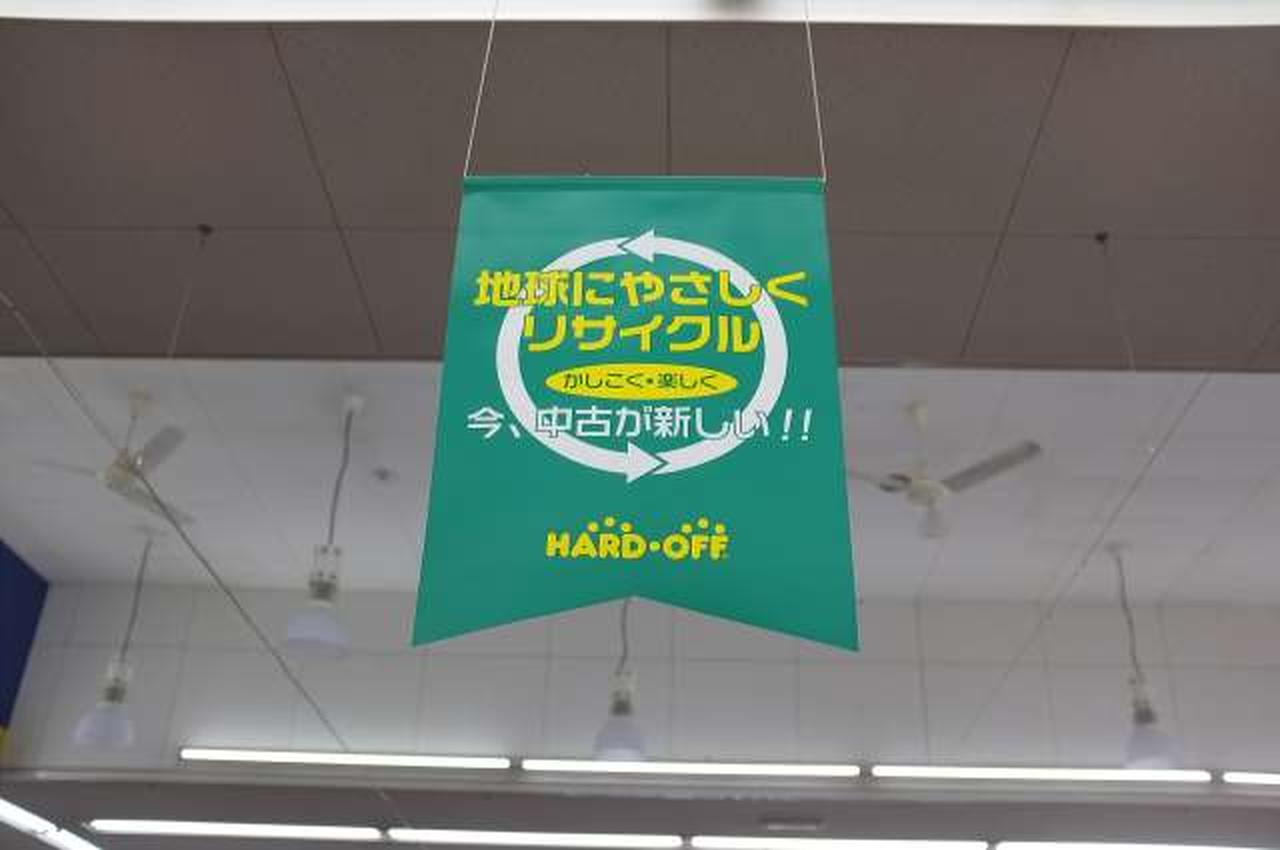 地球にやさしく
リサイクル
かしこく・楽しく
今、中古が新しい!!
HARD・OFF